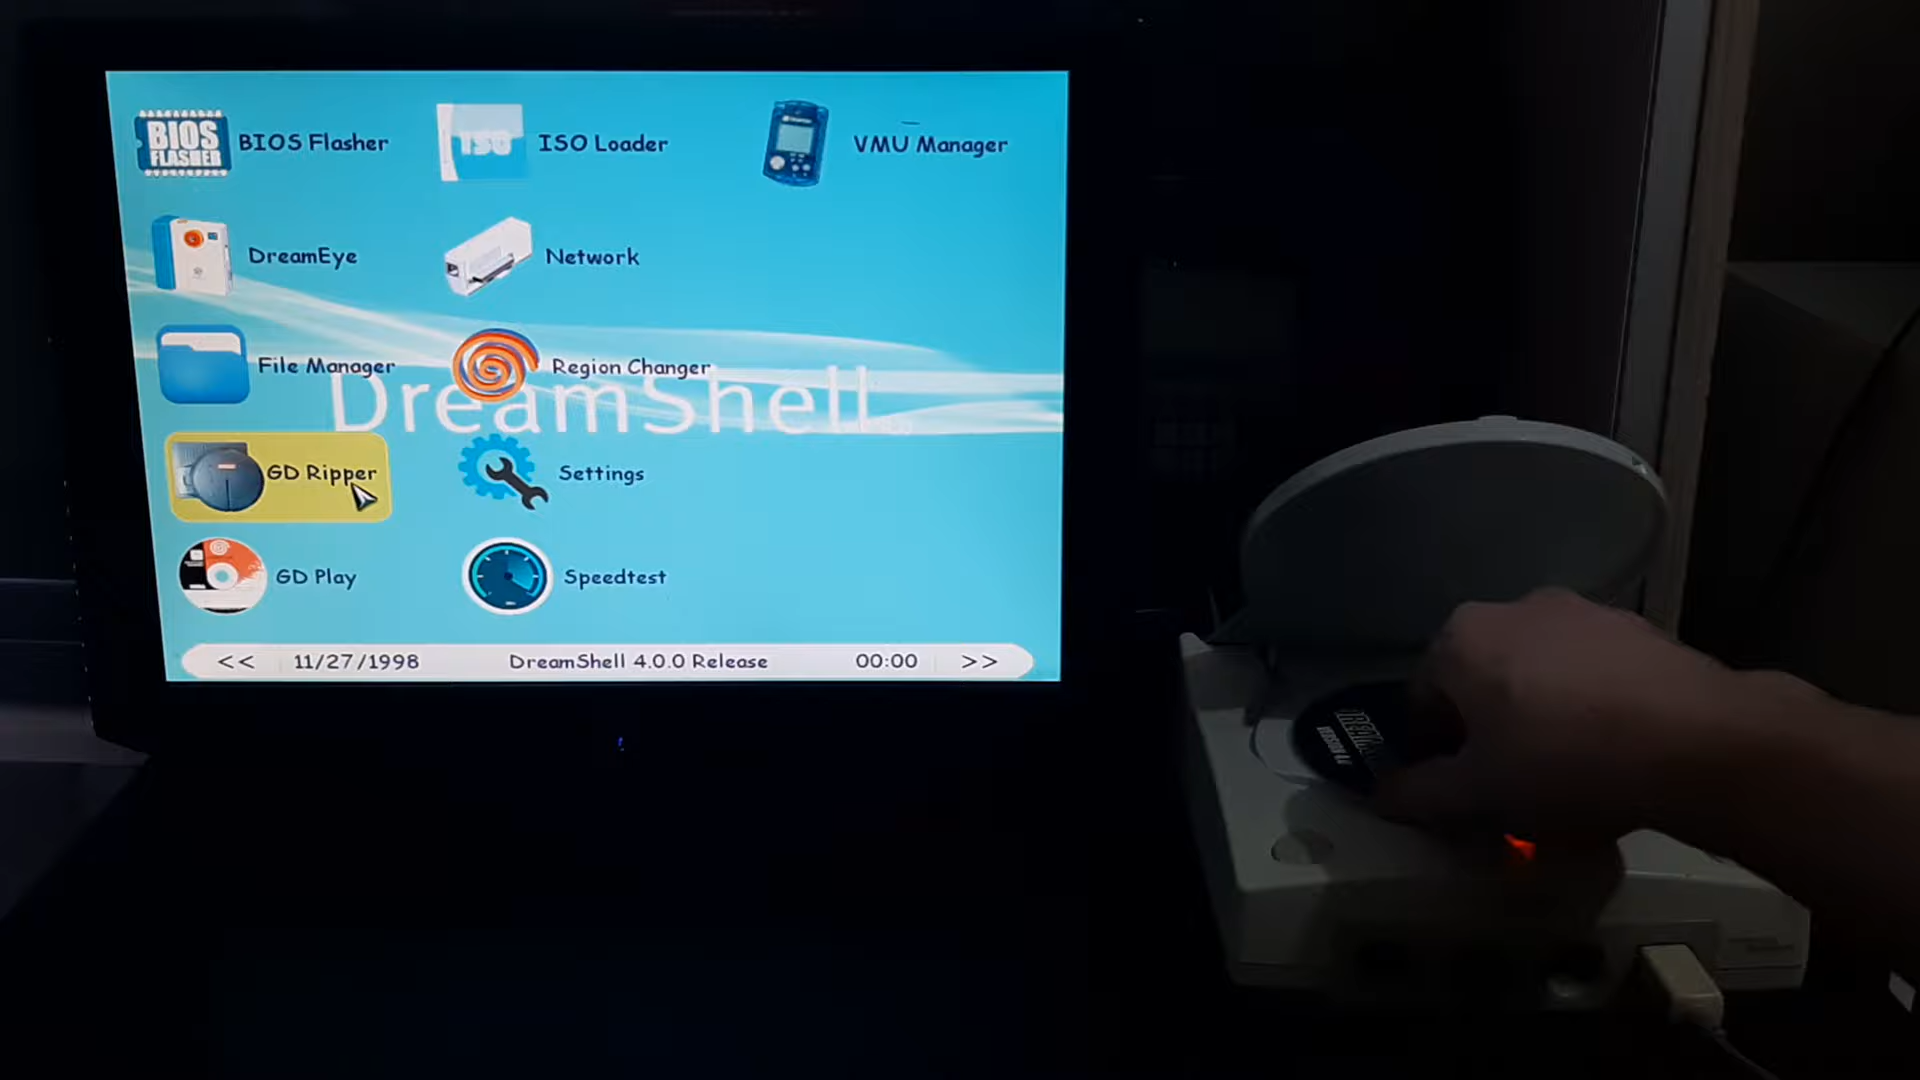 BIOS FLASHER BIOS Flasher
ISO ISO Loader
VMU Manager
DreamEye
Network
File Manager
Region Changer
DreamShell
GD Ripper
Settings
GD Play
Speedtest
<< 11/27/1998 DreamShell 4.0.0 Release 00:00 >>